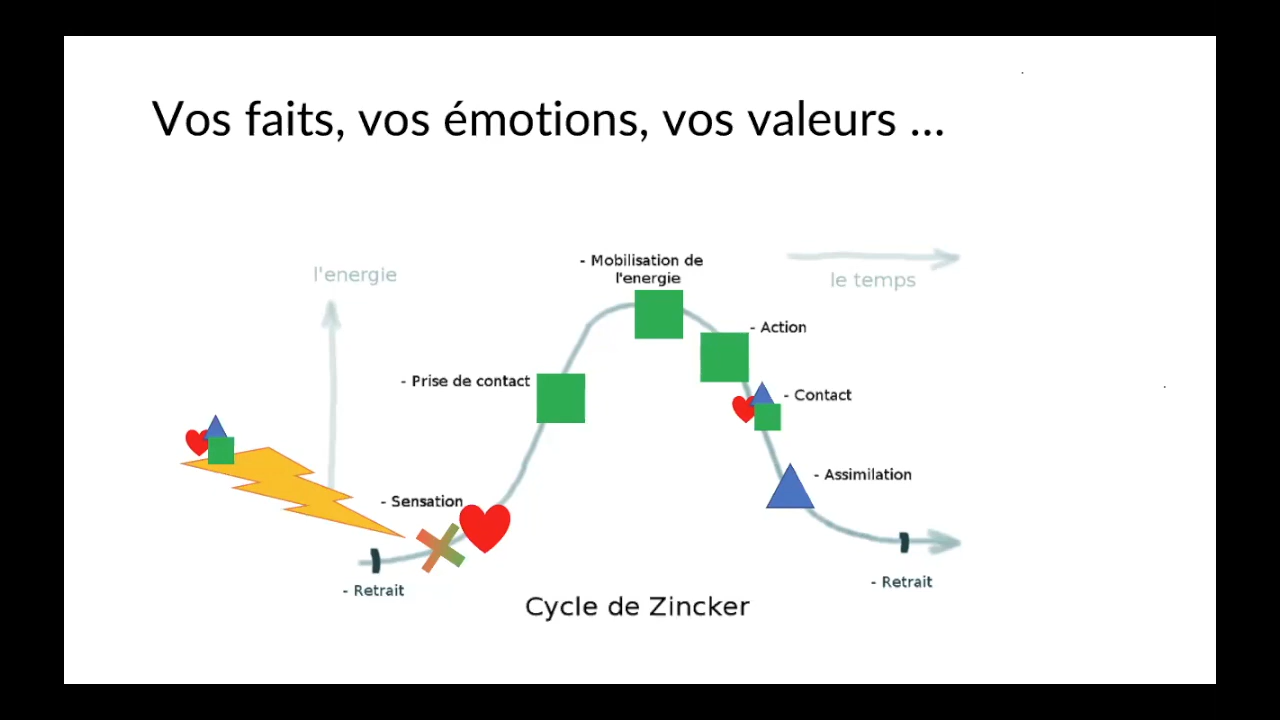 Vos faits, vos émotions, vos valeurs ...
- Mobilisation de
l'energie
l'energie
le temps
- Action
- Prise de contact
- Contact
- Assimilation
- Sensation
- Retrait
- Retrait
Cycle de Zincker